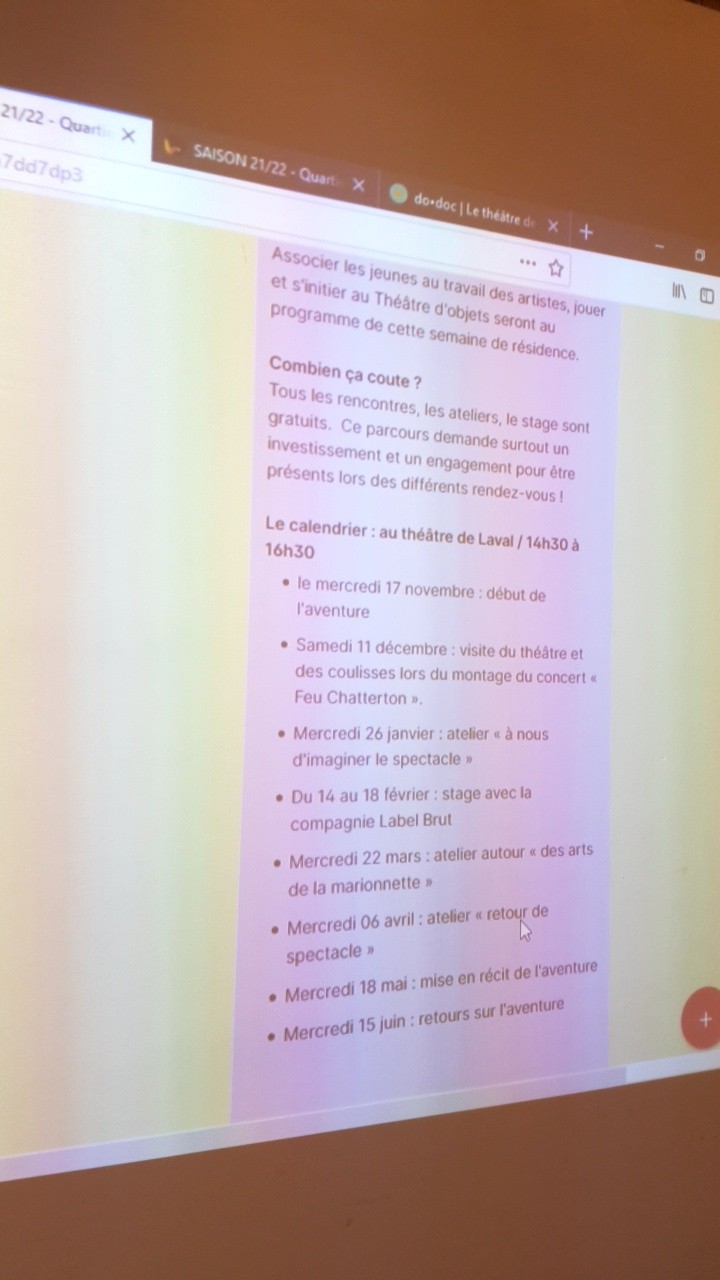 21/22 - Quarti
SAISON 21/22 - Quart
do•doc | Le théâtre de
7dd7dp3
Associer les jeunes au travail des artistes, jouer
et s'initier au Théâtre d'objets seront au
programme de cette semaine de résidence.
Combien ça coute ?
Tous les rencontres, les ateliers, le stage sont
gratuits. Ce parcours demande surtout un
investissement et un engagement pour être
présents lors des différents rendez-vous !
Le calendrier : au théâtre de Laval / 14h30 à
16h30
• le mercredi 17 novembre : début de
l'aventure
• Samedi 11 décembre : visite du théâtre et
des coulisses lors du montage du concert «
Feu Chatterton ».
• Mercredi 26 janvier : atelier « à nous
d'imaginer le spectacle »
• Du 14 au 18 février : stage avec la
compagnie Label Brut
• Mercredi 22 mars : atelier autour « des arts
de la marionnette »
• Mercredi 06 avril : atelier « retour de
spectacle »
• Mercredi 18 mai : mise en récit de l'aventure
• Mercredi 15 juin : retours sur l'aventure